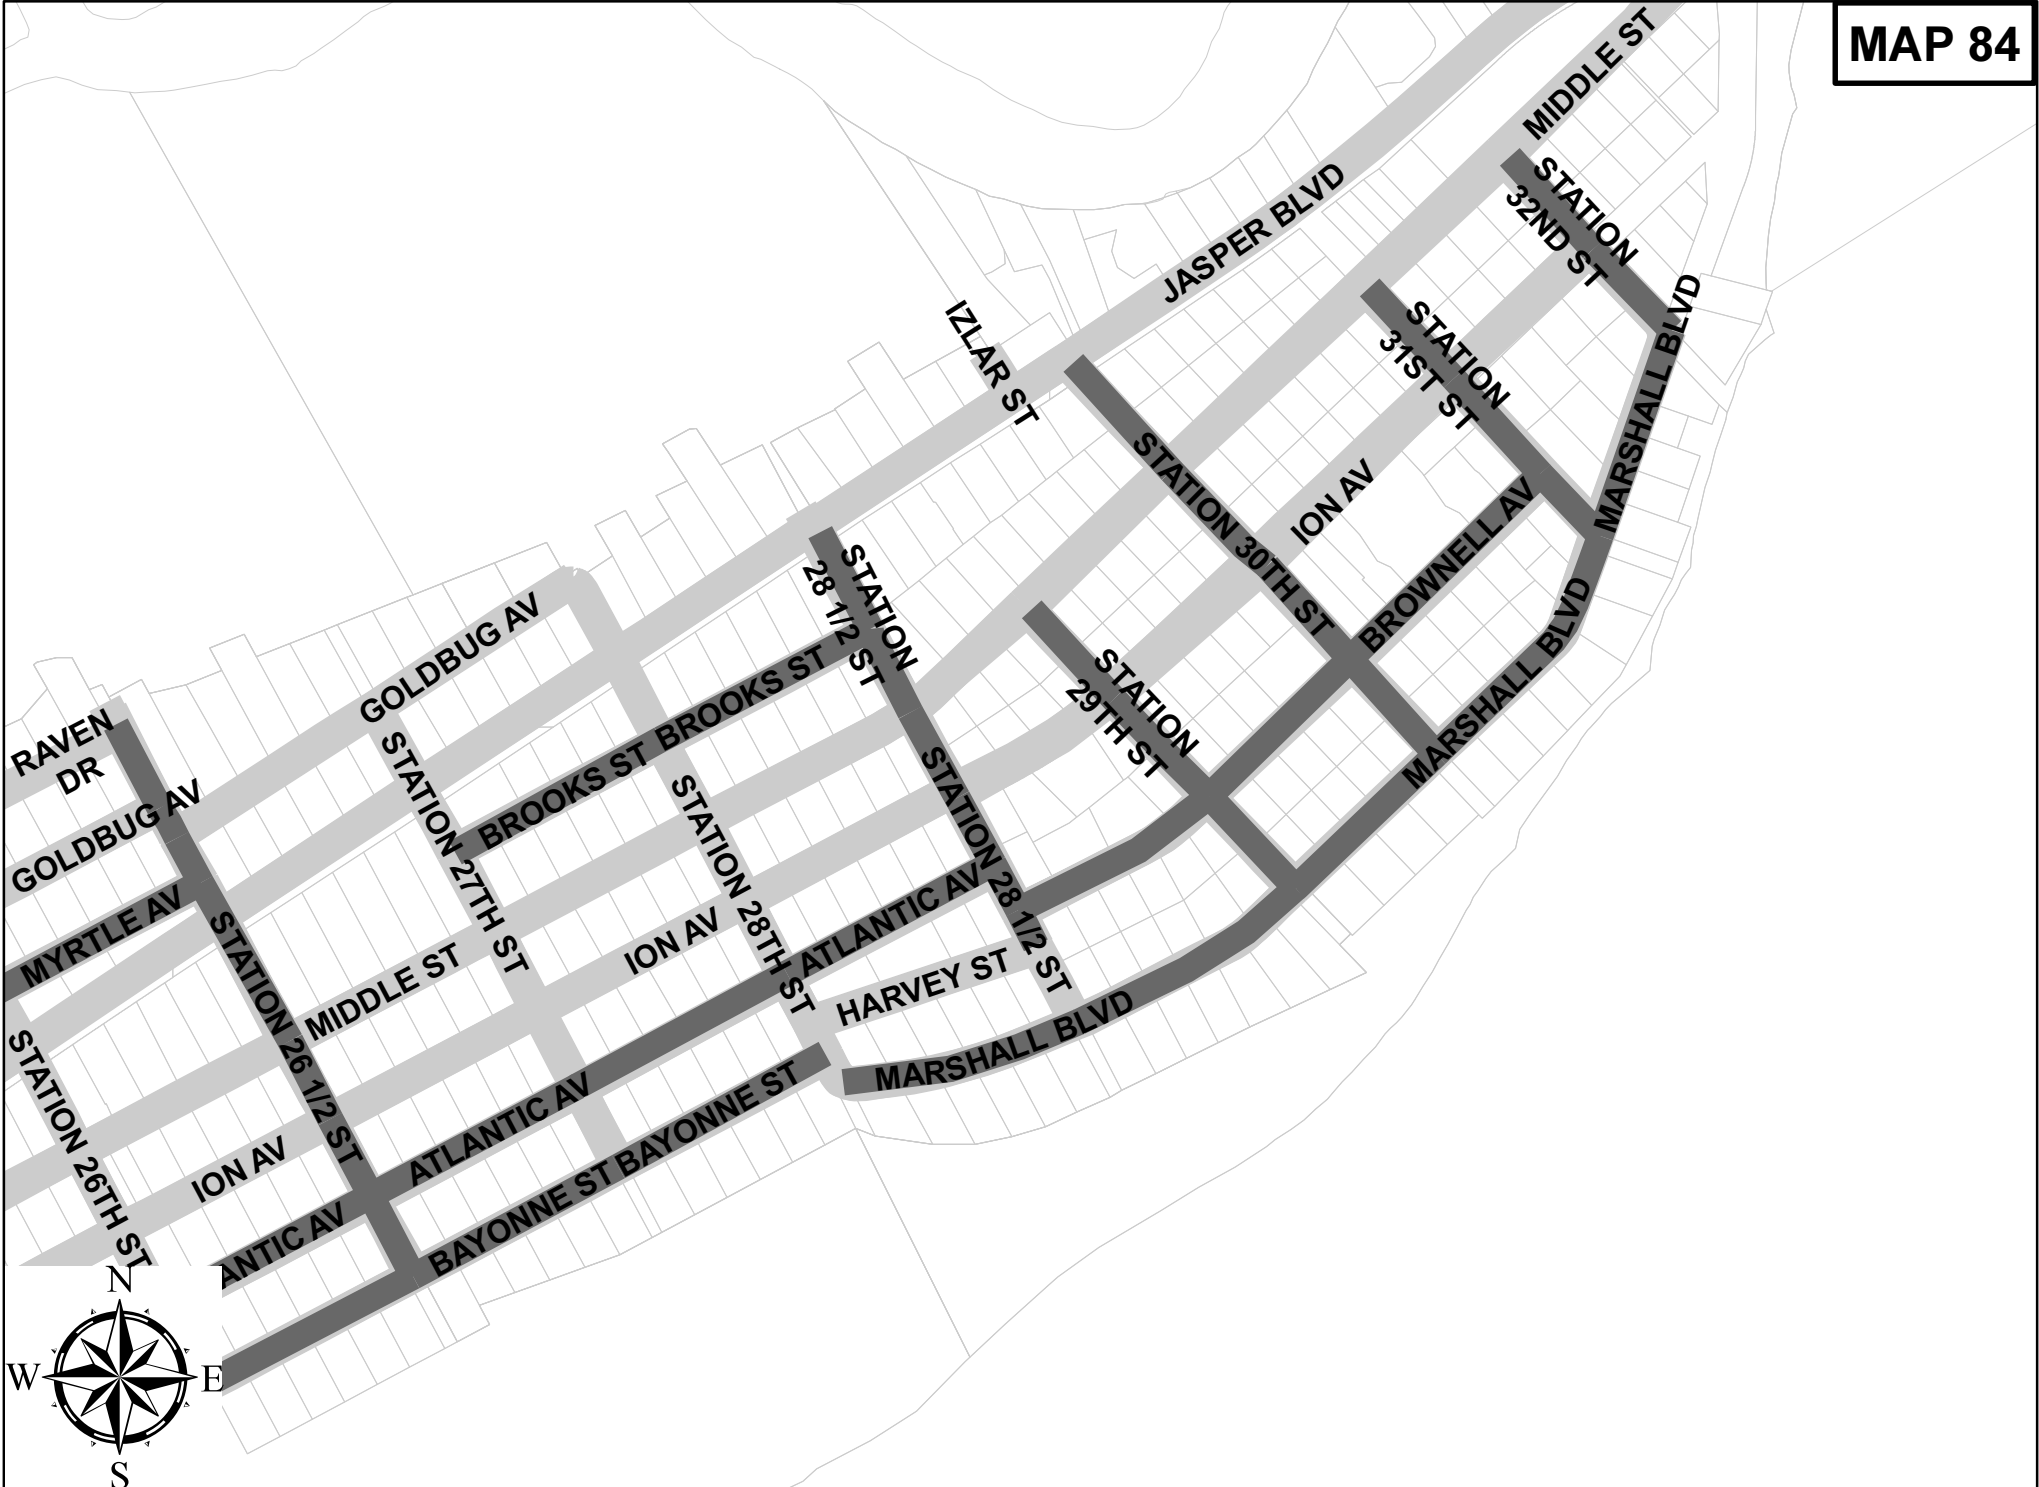 MAP 84
MIDDLE ST
STATION
32ND ST
JASPER BLVD
MARSHALL BLVD
IZLAR ST
STATION
31ST ST
STATION 30TH ST
ION AV
BROWNELL AV
MARSHALL BLVD
STATION
28 1/2 ST
GOLDBUG AV
BROOKS ST
BROOKS ST
STATION
29TH ST
RAVEN
DR
GOLDBUG AV
STATION 27TH ST
STATION 28TH ST
STATION 28 1/2 ST
MYRTLE AV
STATION 26 1/2 ST
MIDDLE ST
ION AV
ATLANTIC AV
HARVEY ST
MARSHALL BLVD
STATION 26TH ST
ION AV
ATLANTIC AV
BAYONNE ST
BAYONNE ST
ANTIC AV
N
W
E
S